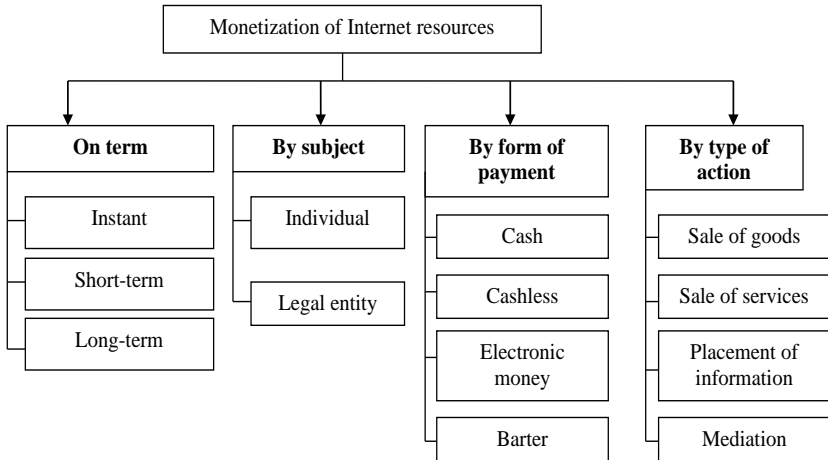 Monetization of Internet resources
On term
Instant
Short-term
Long-term
By subject
Individual
Legal entity
By form of
payment
Cash
Cashless
Electronic
money
Barter
By type of
action
Sale of goods
Sale of services
Placement of
information
Mediation